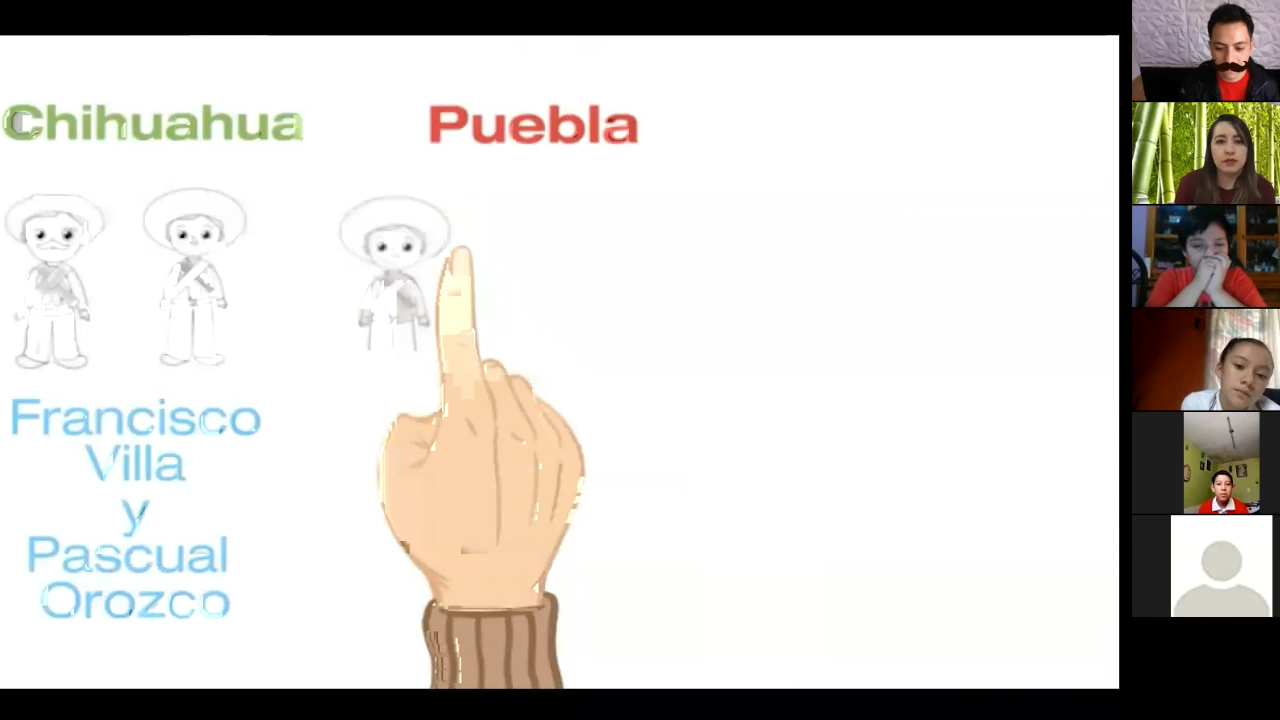 Chihuahua
Puebla
Francisco
Villa
y
Pascual
Orozco